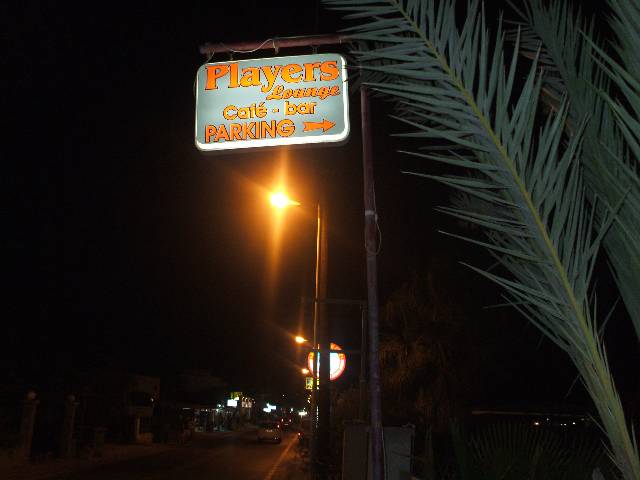 Players
Lounge
Café - bar
PARKING